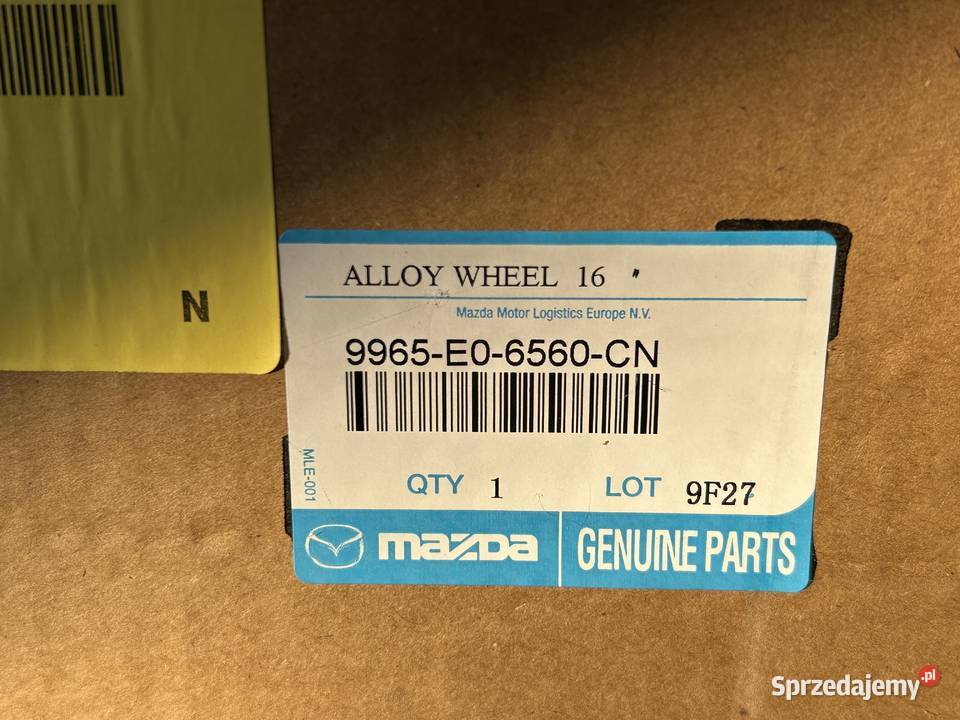 N
ALLOY WHEEL 16 "
Mazda Motor Logistics Europe N.V.
9965-E0-6560-CN
MLE-001
QTY 1 LOT 9F27
mazda GENUINE PARTS
Sprzedajemy.pl